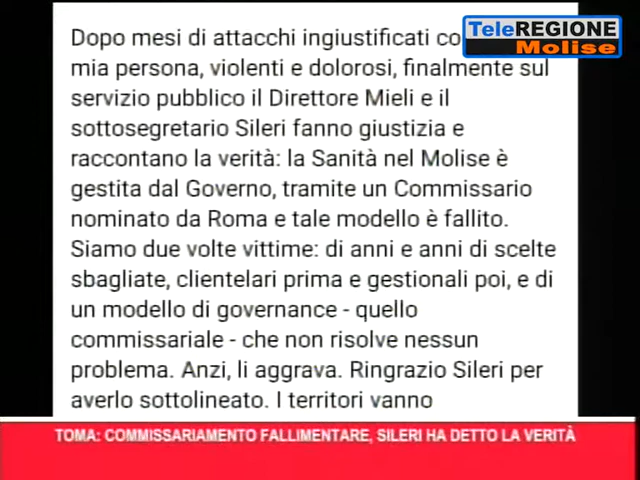 TeleREGIONE
Molise
Dopo mesi di attacchi ingiustificati
mia persona, violenti e dolorosi, finalmente sul
servizio pubblico il Direttore Mieli e il
sottosegretario Sileri fanno giustizia e
raccontano la verità: la Sanità nel Molise è
gestita dal Governo, tramite un Commissario
nominato da Roma e tale modello è fallito.
Siamo due volte vittime: di anni e anni di scelte
sbagliate, clientelari prima e gestionali poi, e di
un modello di governance - quello
commissariale - che non risolve nessun
problema. Anzi, li aggrava. Ringrazio Sileri per
averlo sottolineato. I territori vanno
TOMA: COMMISSARIAMENTO FALLIMENTARE, SILERI HA DETTO LA VERITÀ